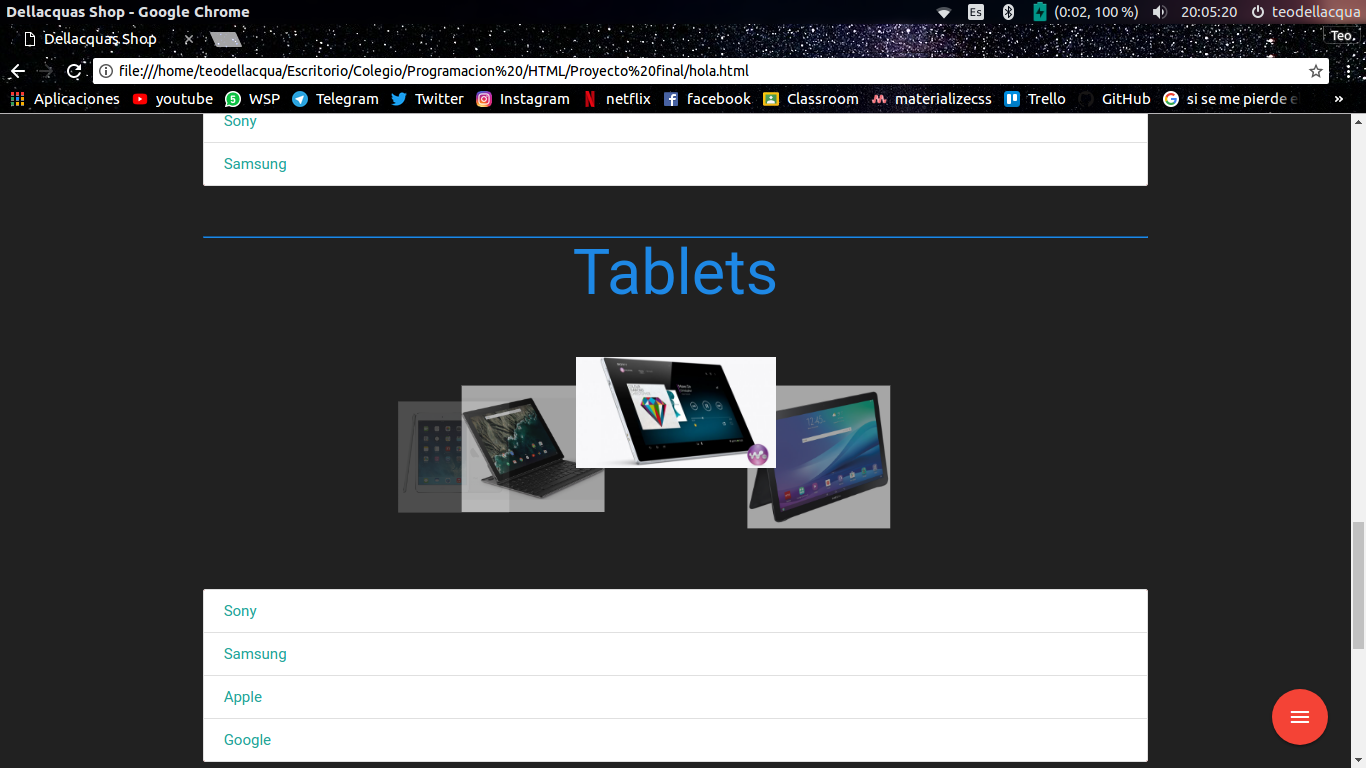 Dellacquas Shop - Google Chrome
Es (0:02, 100 %) 20:05:20 teodellacqua
Dellacquas Shop
Teo.
file:///home/teodellacqua/Escritorio/Colegio/Programacion%20/HTML/Proyecto%20final/hola.html
Aplicaciones youtube WSP Telegram Twitter Instagram netflix facebook Classroom materializecss Trello GitHub si se me pierde e »
Sony
Samsung
Tablets
12:45
Sony
Samsung
Apple
Google